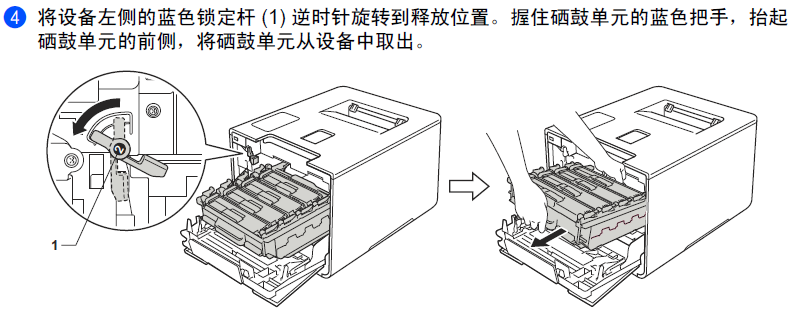 4 将设备左侧的蓝色锁定杆 (1) 逆时针旋转到释放位置。握住硒鼓单元的蓝色把手，抬起
硒鼓单元的前侧，将硒鼓单元从设备中取出。
2
1